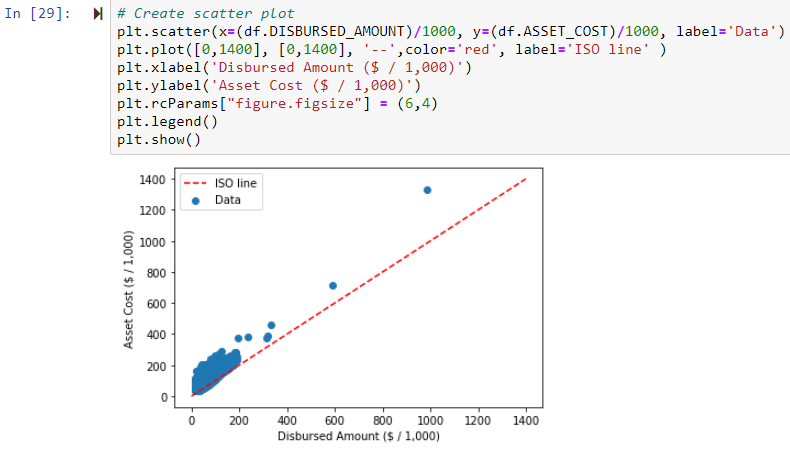 In [29]:
# Create scatter plot
plt.scatter(x=(df.DISBURSED_AMOUNT)/1000, y=(df.ASSET_COST)/1000, label='Data')
plt.plot([0,1400], [0,1400], '--',color='red', label='ISO line' )
plt.xlabel('Disbursed Amount ($ / 1,000)')
plt.ylabel('Asset Cost ($ / 1,000)')
plt.rcParams["figure.figsize"] = (6,4)
plt.legend()
plt.show()
ISO line
Data
1400
1200
1000
800
600
400
200
0
Asset Cost ($ / 1,000)
0 200 400 600 800 1000 1200 1400
Disbursed Amount ($ / 1,000)